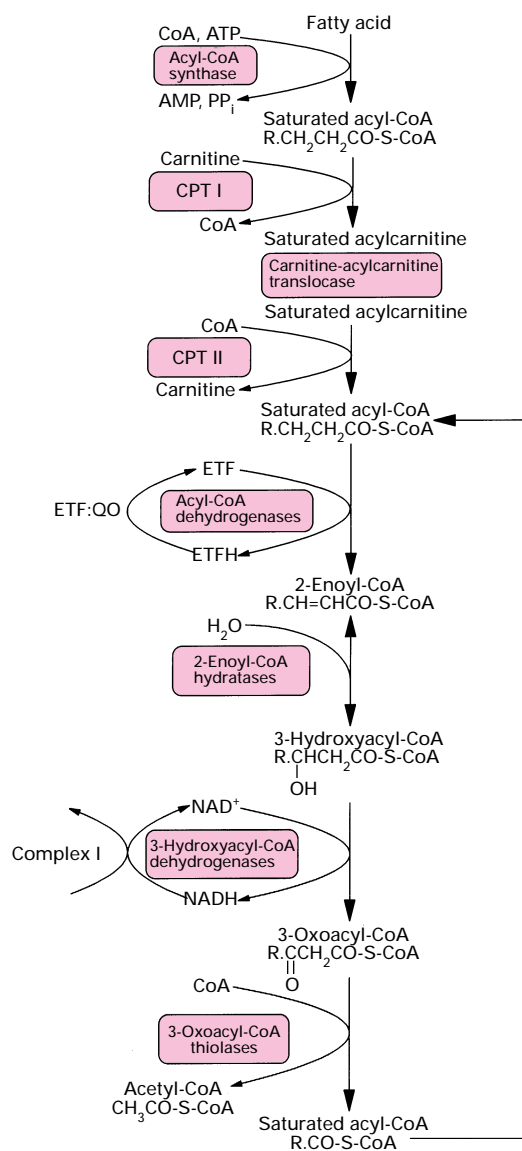 Fatty acid
CoA, ATP
Acyl-CoA
synthase
AMP, PPi
Saturated acyl-CoA
R.CH2CH2CO-S-CoA
Carnitine
CPT I
CoA
Saturated acylcarnitine
Carnitine-acylcarnitine
translocase
Saturated acylcarnitine
CoA
CPT II
Carnitine
Saturated acyl-CoA
R.CH2CH2CO-S-CoA
ETF
ETF:QO
Acyl-CoA
dehydrogenases
ETFH
2-Enoyl-CoA
R.CH=CHCO-S-CoA
H2O
2-Enoyl-CoA
hydratases
3-Hydroxyacyl-CoA
R.CHCH2CO-S-CoA
OH
NAD+
Complex I
3-Hydroxyacyl-CoA
dehydrogenases
NADH
3-Oxoacyl-CoA
R.CCH2CO-S-CoA
O
CoA
3-Oxoacyl-CoA
thiolases
Acetyl-CoA
CH3CO-S-CoA
Saturated acyl-CoA
R.CO-S-CoA